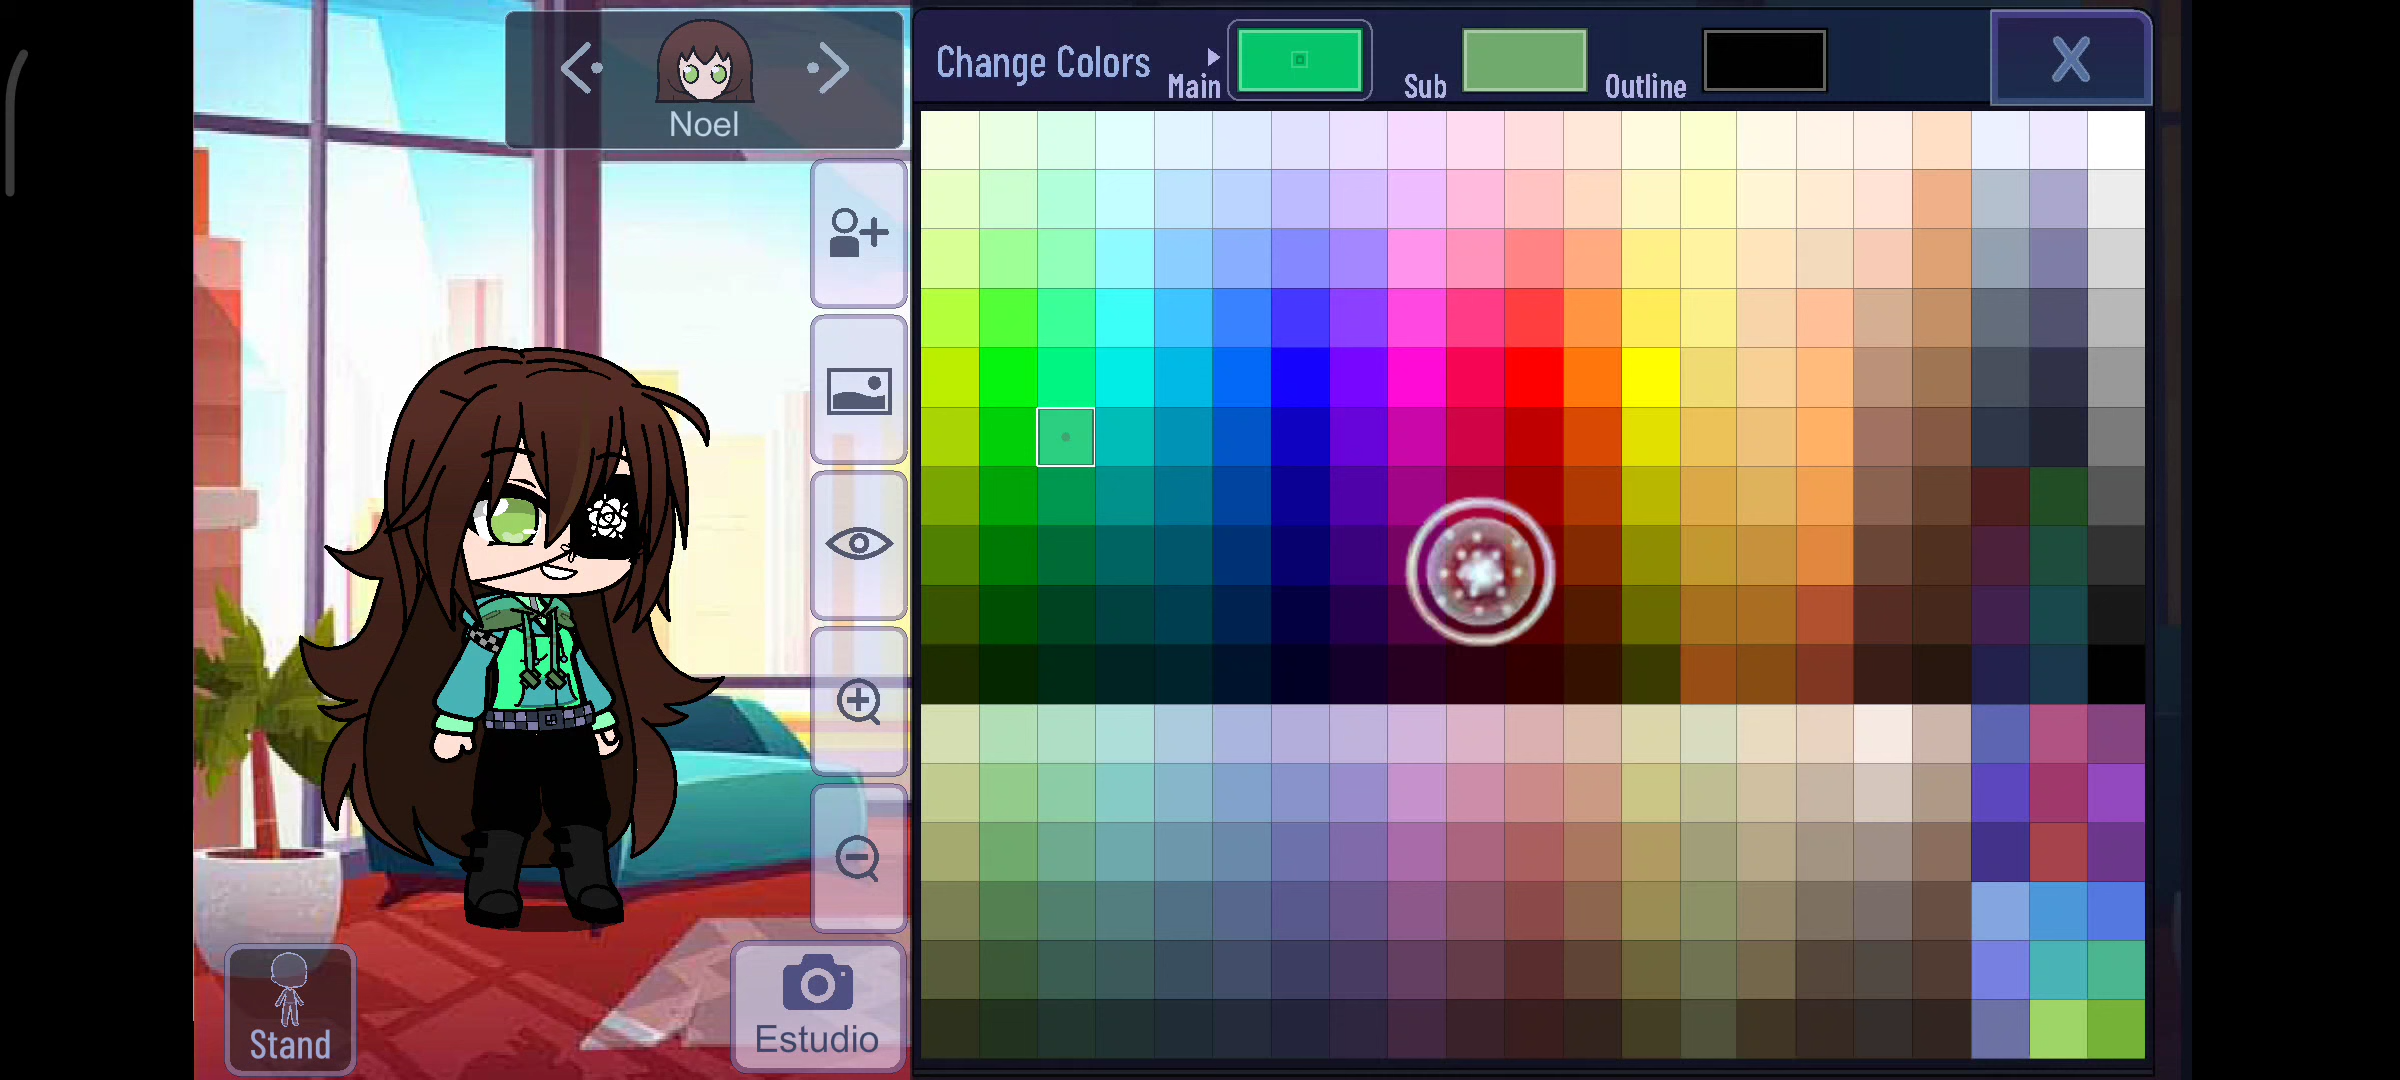 Noel
Change Colors
Main
Sub
Outline
X
Stand
Estudio